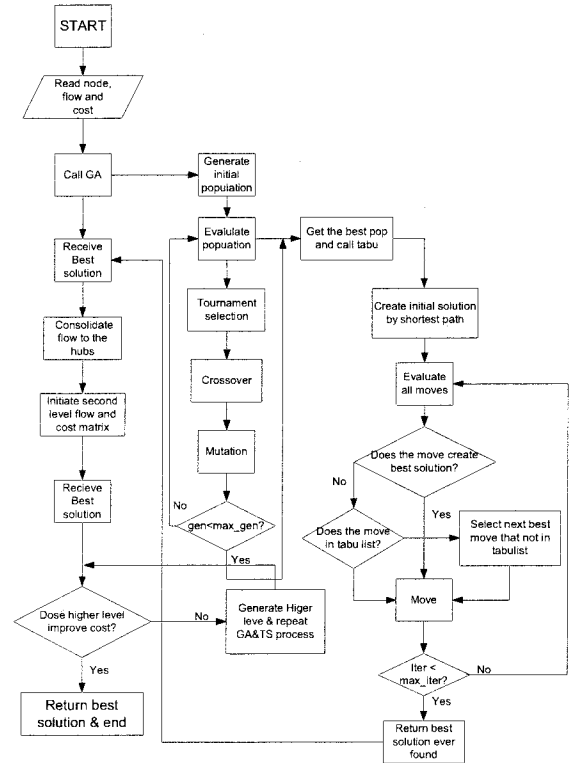 START
Read node,
flow and
cost
Call GA
Receive
Best
solution
Consolidate
flow to the
hubs
Initiate second
level flow and
cost matrix
Recieve
Best
solution
Dose higher level
improve cost?
No
Yes
Return best
solution & end
Generate
initial
population
Evalulate
popuation
Tournament
selection
Crossover
Mutation
No
gen<max_gen?
Yes
Generate Higer
leve & repeat
GA&TS process
Get the best pop
and call tabu
Create initial solution
by shortest path
Evaluate
all moves
Does the move create
best solution?
No
Yes
Does the move
in tabu list?
Select next best
move that not in
tabulist
Move
Iter <
max_iter?
No
Yes
Return best
solution ever
found